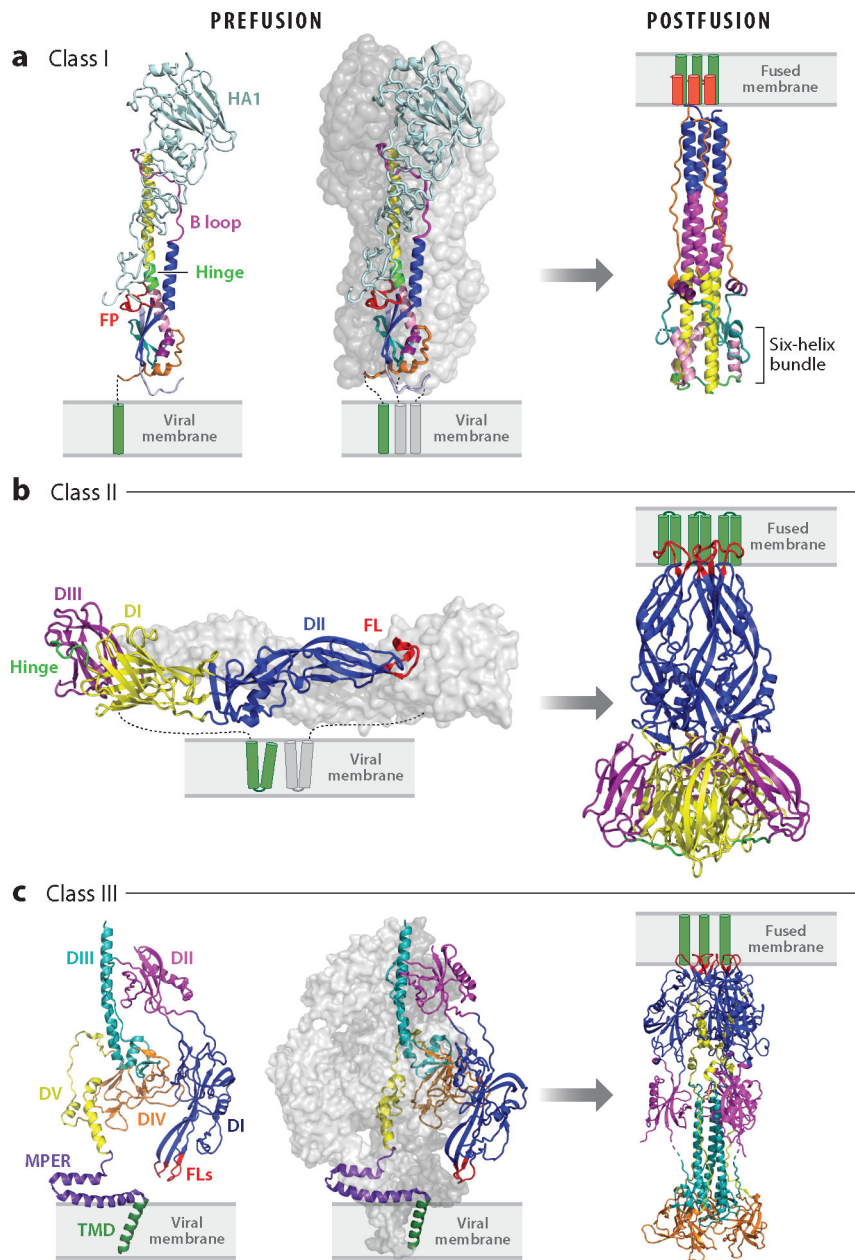 PREFUSION
POSTFUSION
a Class I
HA1
B loop
Hinge
FP
Viral
membrane
Viral
membrane
Fused
membrane
Six-helix
bundle
b Class II
DIII
DI
DII
FL
Hinge
Viral
membrane
Fused
membrane
c Class III
DIII
DII
DV
DIV
DI
MPER
FLs
TMD
Viral
membrane
Viral
membrane
Fused
membrane